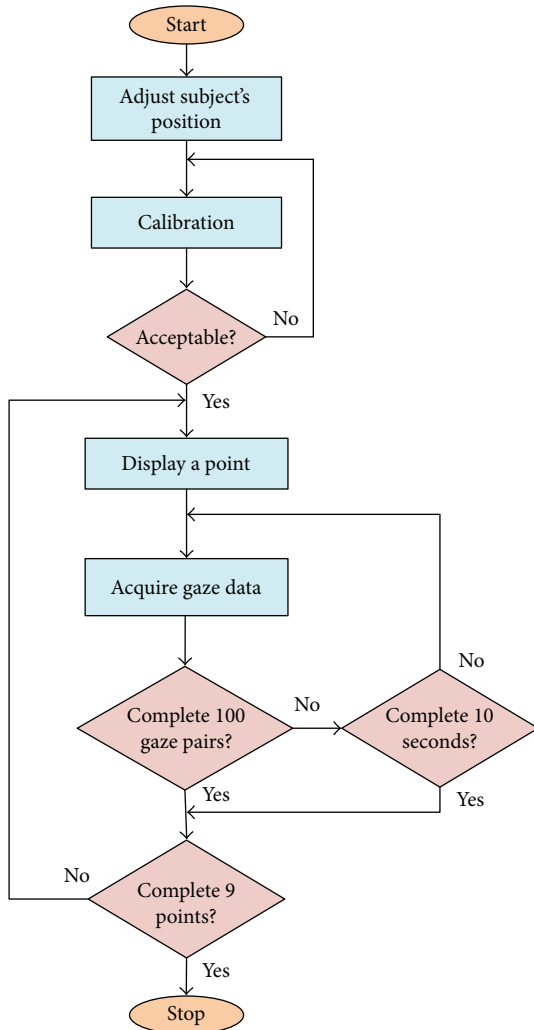 Start
Adjust subject's
position
Calibration
Acceptable?
No
Yes
Display a point
Acquire gaze data
Complete 100
gaze pairs?
No
Complete 10
seconds?
No
Yes
Yes
Complete 9
points?
No
Yes
Stop